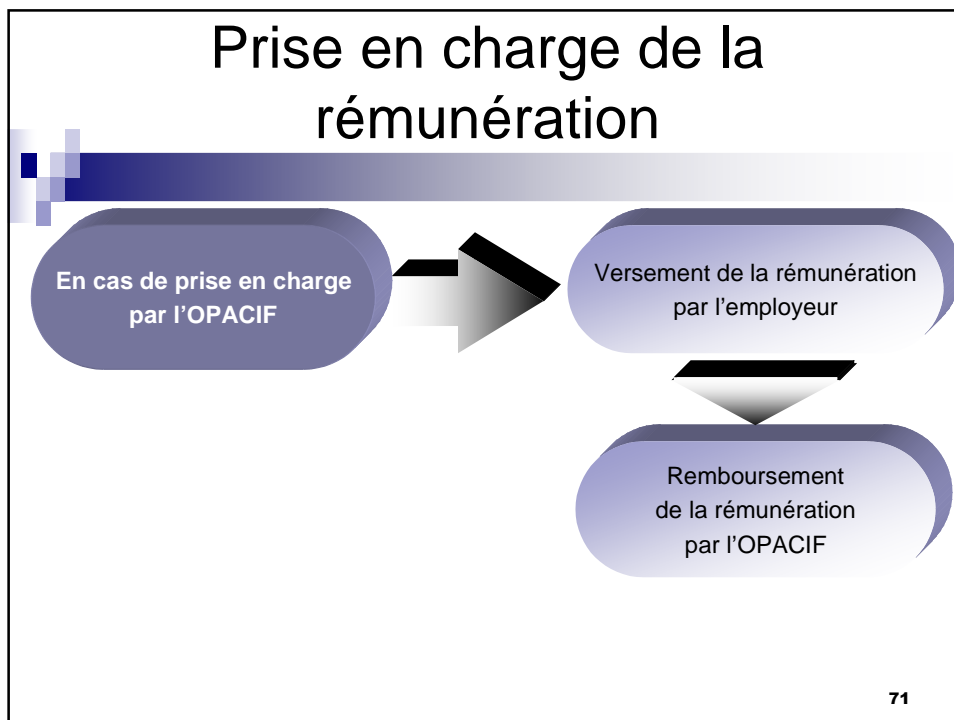 Prise en charge de la
rémunération
En cas de prise en charge
par l’OPACIF
Versement de la rémunération
par l’employeur
Remboursement
de la rémunération
par l’OPACIF
71